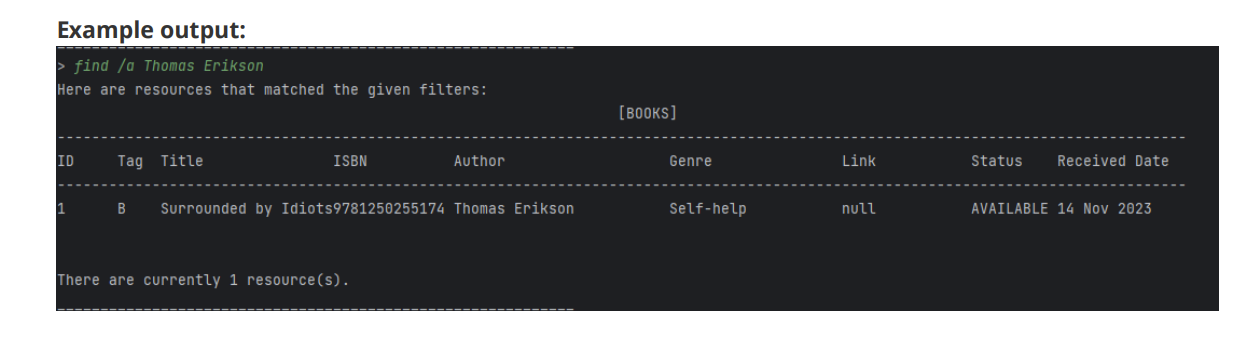 Example output:
> find /a Thomas Erikson
Here are resources that matched the given filters:
[BOOKS]
ID Tag Title ISBN Author Genre Link Status Received Date
1 B Surrounded by Idiots9781250255174 Thomas Erikson Self-help null AVAILABLE 14 Nov 2023
There are currently 1 resource(s).